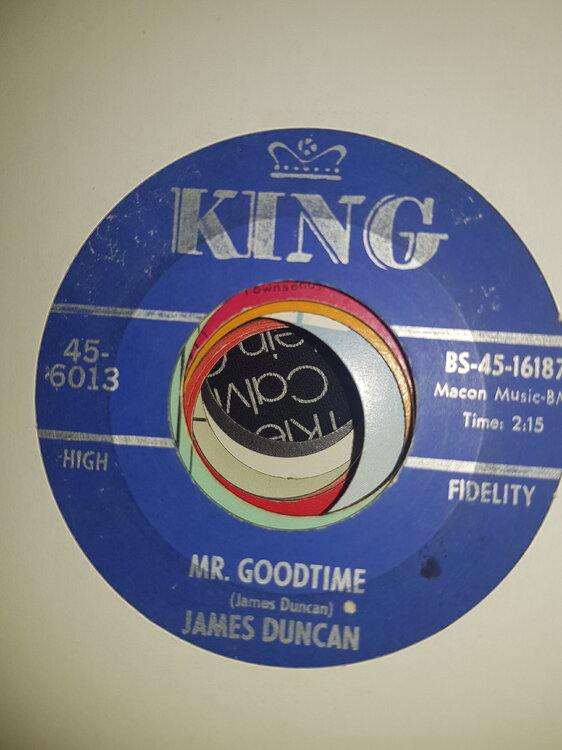 K
KING
45-
6013
BS-45-16187
Macon Music-BM
Time: 2:15
HIGH
FIDELITY
MR. GOODTIME
(James Duncan)
JAMES DUNCAN